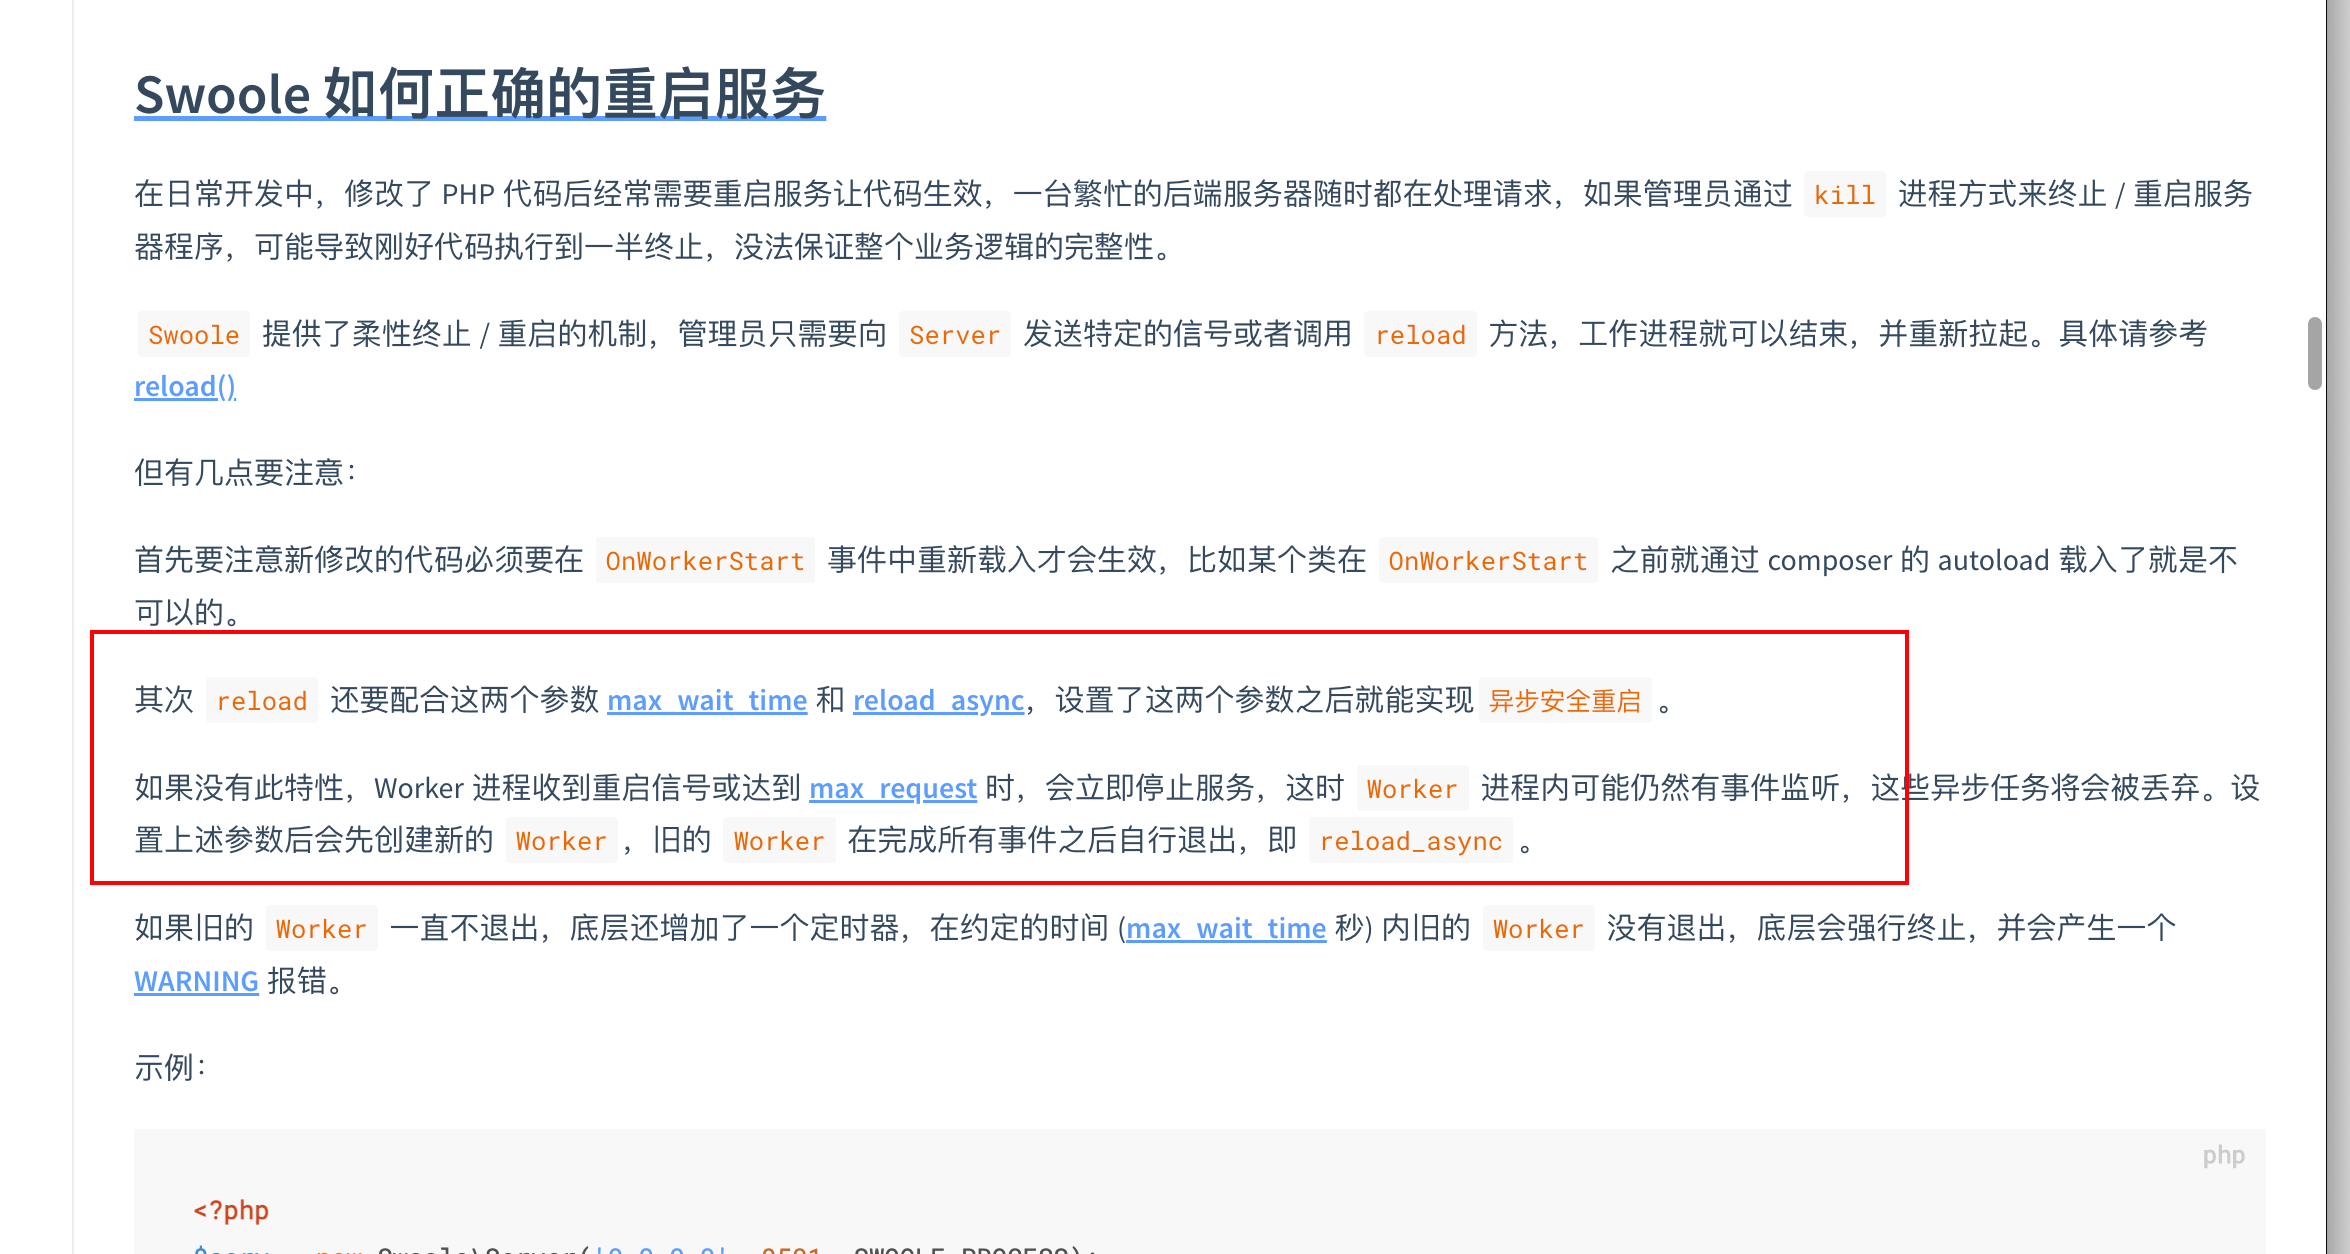 Swoole 如何正确的重启服务
在日常开发中，修改了 PHP 代码后经常需要重启服务让代码生效，一台繁忙的后端服务器随时都在处理请求，如果管理员通过 kill 进程方式来终止 / 重启服务
器程序，可能导致刚好代码执行到一半终止，没法保证整个业务逻辑的完整性。
Swoole 提供了柔性终止 / 重启的机制，管理员只需要向 Server 发送特定的信号或者调用 reload 方法，工作进程就可以结束，并重新拉起。具体请参考
reload()
但有几点要注意：
首先要注意新修改的代码必须要在 OnWorkerStart 事件中重新载入才会生效，比如某个类在 OnWorkerStart 之前就通过 composer 的 autoload 载入了就是不
可以的。
其次 reload 还要配合这两个参数 max_wait_time 和 reload_async，设置了这两个参数之后就能实现 异步安全重启 。
如果没有此特性，Worker 进程收到重启信号或达到 max_request 时，会立即停止服务，这时 Worker 进程内可能仍然有事件监听，这些异步任务将会被丢弃。设
置上述参数后会先创建新的 Worker ，旧的 Worker 在完成所有事件之后自行退出，即 reload_async 。
如果旧的 Worker 一直不退出，底层还增加了一个定时器，在约定的时间 (max_wait_time 秒) 内旧的 Worker 没有退出，底层会强行终止，并会产生一个
WARNING 报错。
示例：
php
<?php
$serv = new Swoole\Server('0.0.0.0', 9501, SWOOLE_PROCESS);